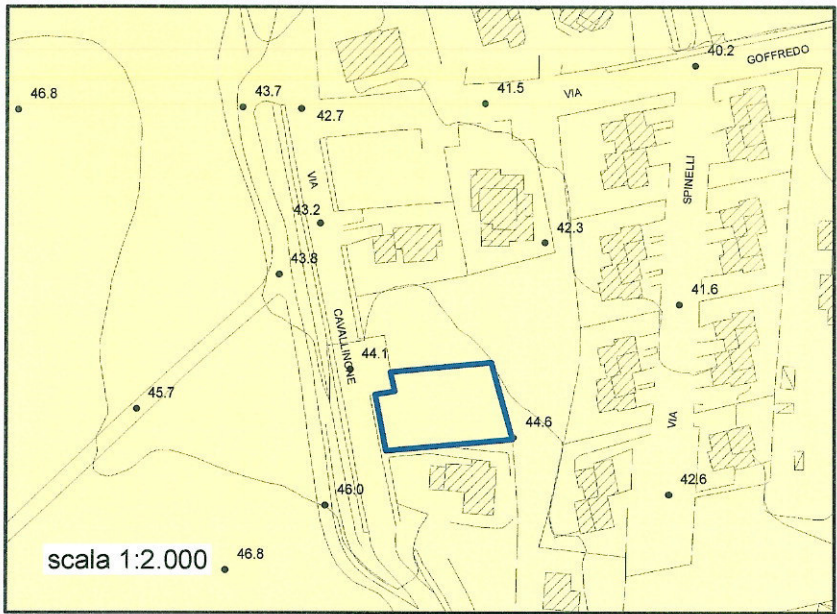 40.2
GOFFREDO
46.8
43.7
42.7
41.5
VIA
VIA
SPINELLI
43.2
42.3
43.8
41.6
CAVALLINONE
44.1
45.7
44.6
VIA
42.6
46.0
scala 1:2.000
46.8